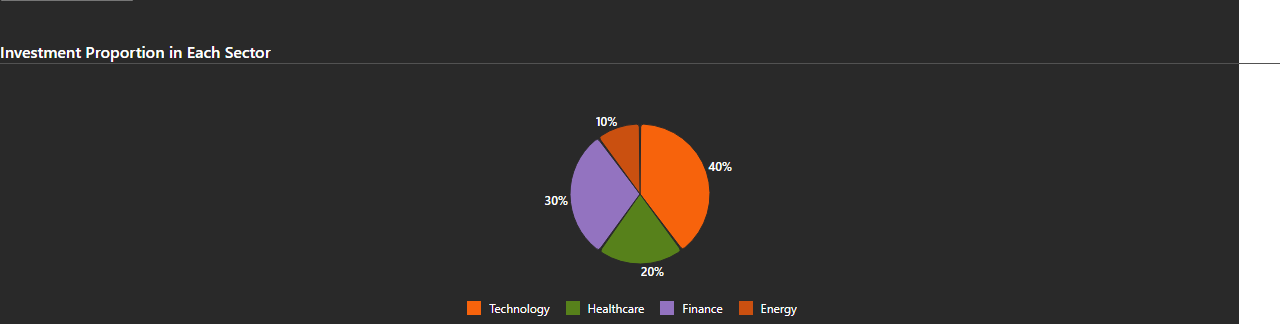 Investment Proportion in Each Sector
10%
40%
30%
20%
Technology Healthcare Finance Energy